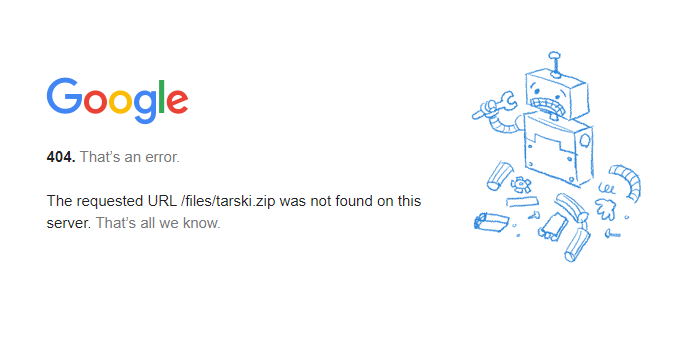 Google
404. That’s an error.
The requested URL /files/tarski.zip was not found on this
server. That’s all we know.